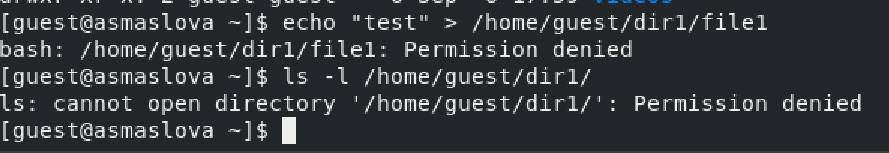 [guest@asmaslova ~]$ echo "test" > /home/guest/dir1/file1
bash: /home/guest/dir1/file1: Permission denied
[guest@asmaslova ~]$ ls -l /home/guest/dir1/
ls: cannot open directory '/home/guest/dir1/': Permission denied
[guest@asmaslova ~]$